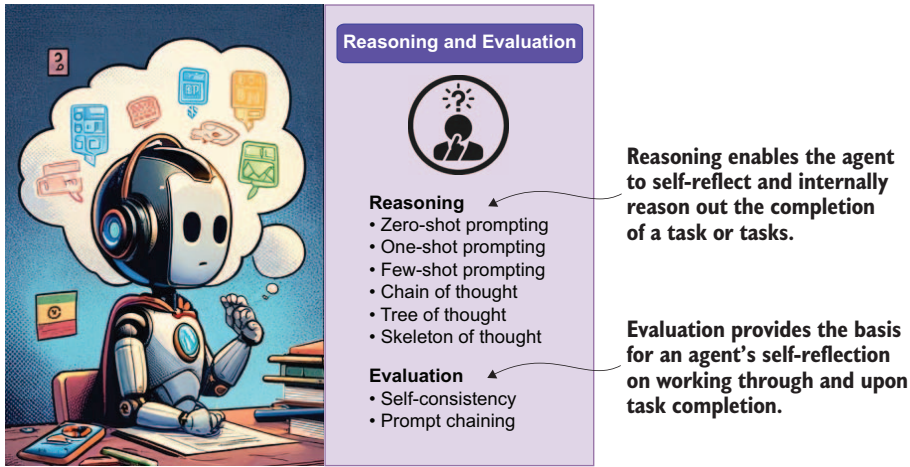 Reasoning and Evaluation
?
Reasoning
• Zero-shot prompting
• One-shot prompting
• Few-shot prompting
• Chain of thought
• Tree of thought
• Skeleton of thought
Evaluation
• Self-consistency
• Prompt chaining
Reasoning enables the agent
to self-reflect and internally
reason out the completion
of a task or tasks.
Evaluation provides the basis
for an agent's self-reflection
on working through and upon
task completion.